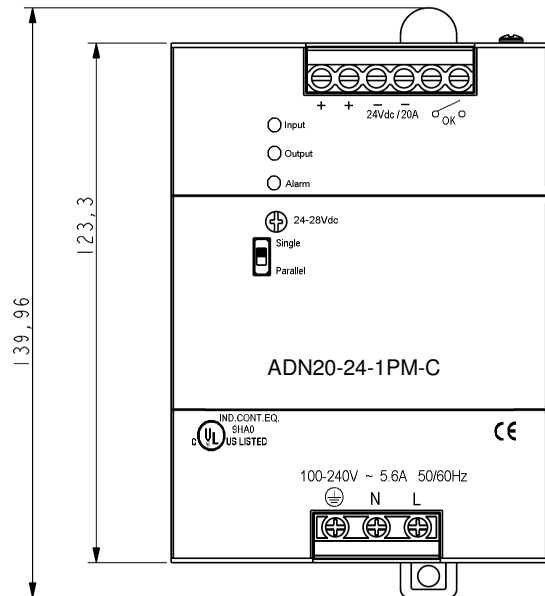 + + − −
24Vdc / 20A
OK
Input
Output
Alarm
24-28Vdc
Single
Parallel
139,96
123,3
ADN20-24-1PM-C
IND.CONT.EQ.
9HA0
C UL US LISTED
CE
100-240V ~ 5.6A 50/60Hz
N L